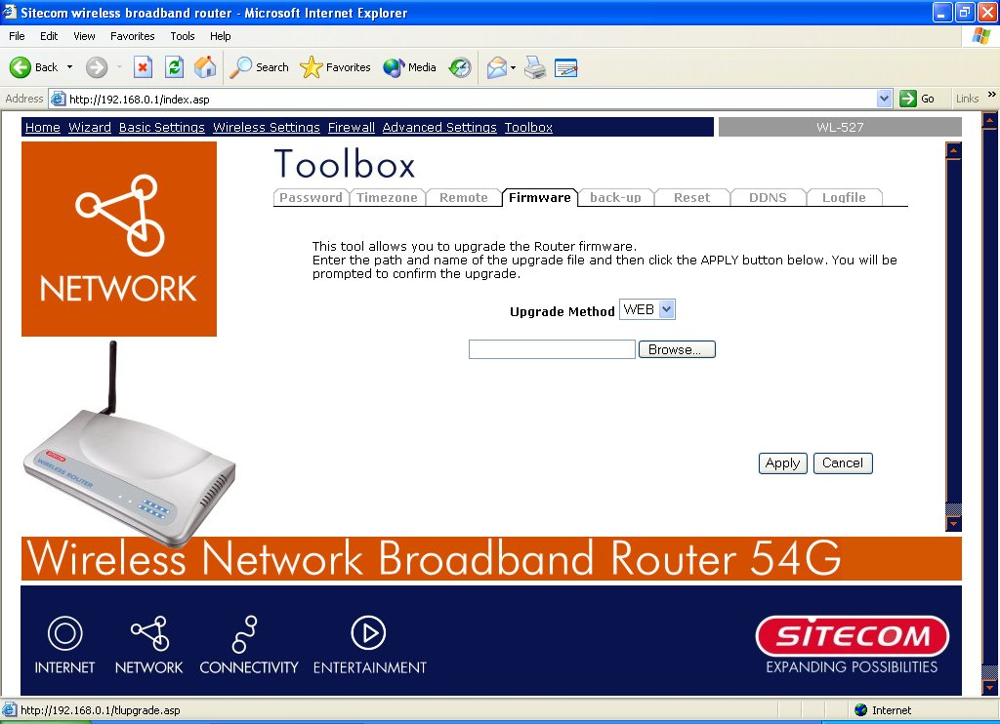 Sitecom wireless broadband router - Microsoft Internet Explorer
File Edit View Favorites Tools Help
Back Search Favorites Media
Address http://192.168.0.1/index.asp Go Links »
Home Wizard Basic Settings Wireless Settings Firewall Advanced Settings Toolbox WL-527
Toolbox
Password Timezone Remote Firmware back-up Reset DDNS Logfile
This tool allows you to upgrade the Router firmware.
Enter the path and name of the upgrade file and then click the APPLY button below. You will be
prompted to confirm the upgrade.
Upgrade Method WEB
Browse...
Apply Cancel
NETWORK
SITECOM
WIRELESS ROUTER
Wireless Network Broadband Router 54G
INTERNET NETWORK CONNECTIVITY ENTERTAINMENT
SITECOM
EXPANDING POSSIBILITIES
http://192.168.0.1/tlupgrade.asp Internet